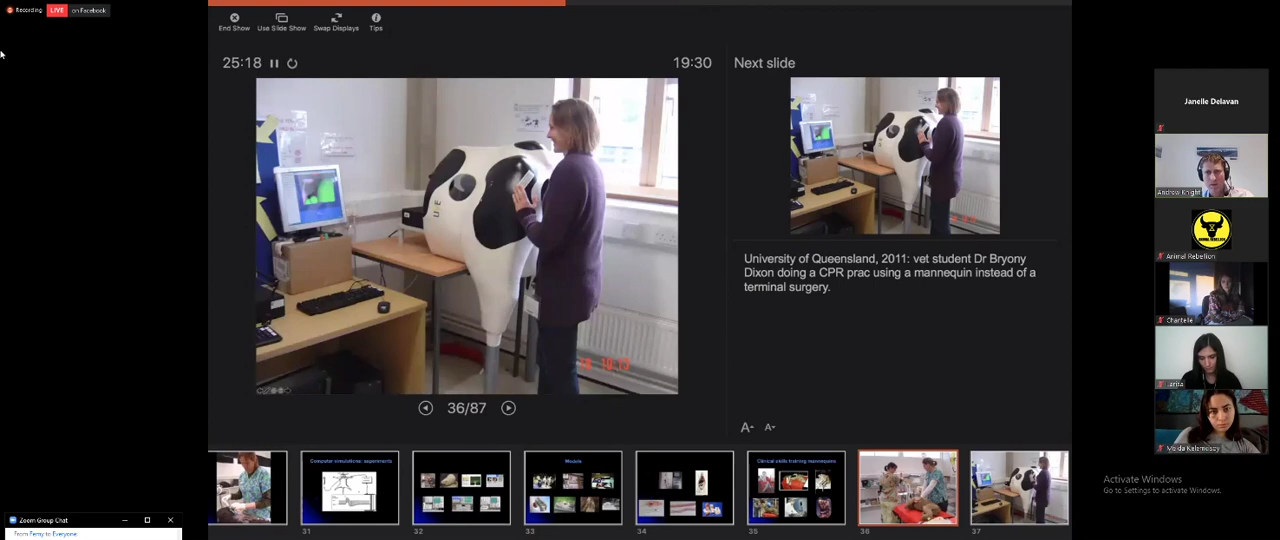 Recording
LIVE
on Facebook
End Show
Use Slide Show
Swap Displays
Tips
25:18
19:30
Next slide
University of Queensland, 2011: vet student Dr Bryony
Dixon doing a CPR prac using a mannequin instead of a
terminal surgery.
36/87
A
A
Computer simulations: experiments
Models
Clinical skills training mannequins
31
32
33
34
35
36
37
Janelle Delavan
Andrew Knight
Animal Rebellion
Chantelle
Activate Windows
Go to Settings to activate Windows.
Zoom Group Chat
to Everyone: